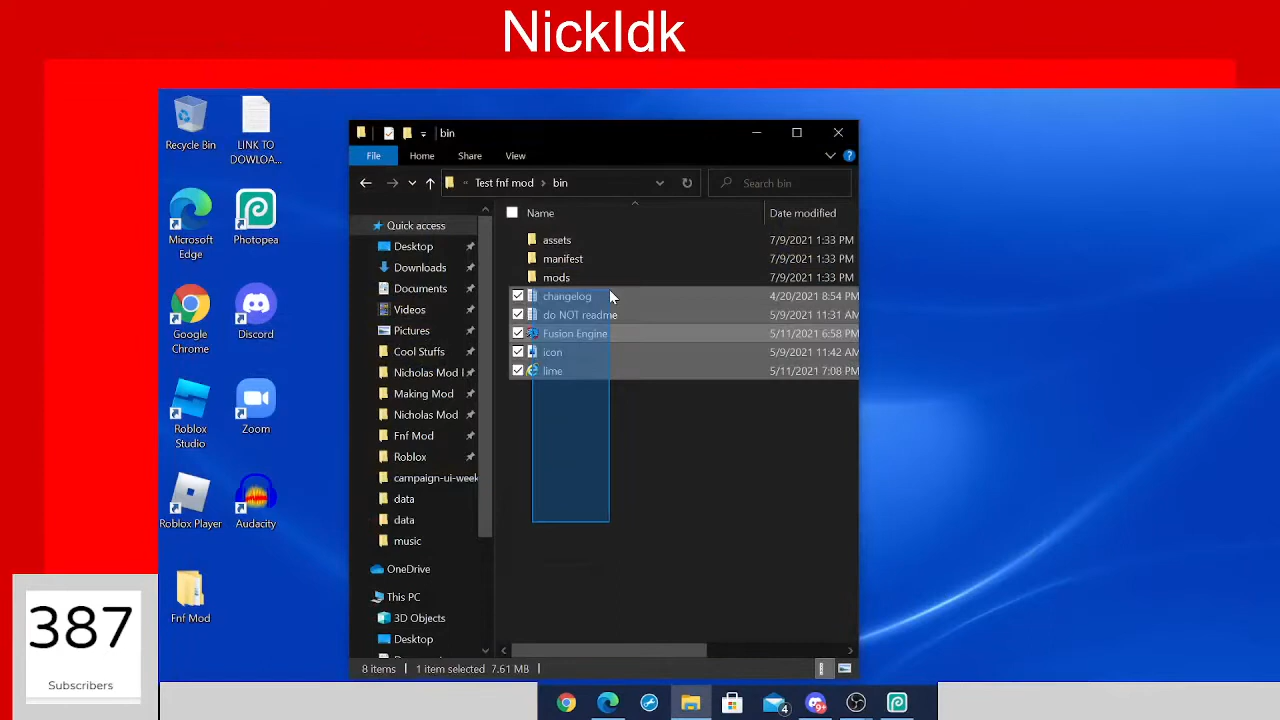 NickIdk
Recycle Bin
LINK TO
DOWLOA...
Microsoft
Edge
Photopea
Google
Chrome
Discord
Roblox
Studio
Zoom
Roblox Player
Audacity
Fnf Mod
bin
File
Home
Share
View
Test fnf mod
bin
Search bin
Quick access
Desktop
Downloads
Documents
Videos
Pictures
Cool Stuffs
Nicholas Mod I
Making Mod
Nicholas Mod
Fnf Mod
Roblox
campaign-ui-week
data
data
music
OneDrive
This PC
3D Objects
Desktop
Name
Date modified
assets 7/9/2021 1:33 PM
manifest 7/9/2021 1:33 PM
mods 7/9/2021 1:33 PM
changelog 4/20/2021 8:54 PM
do NOT readme 5/9/2021 11:31 AM
Fusion Engine 5/11/2021 6:58 PM
icon 5/9/2021 11:42 AM
lime 5/11/2021 7:08 PM
8 items
1 item selected 7.61 MB
387
Subscribers
4
9+